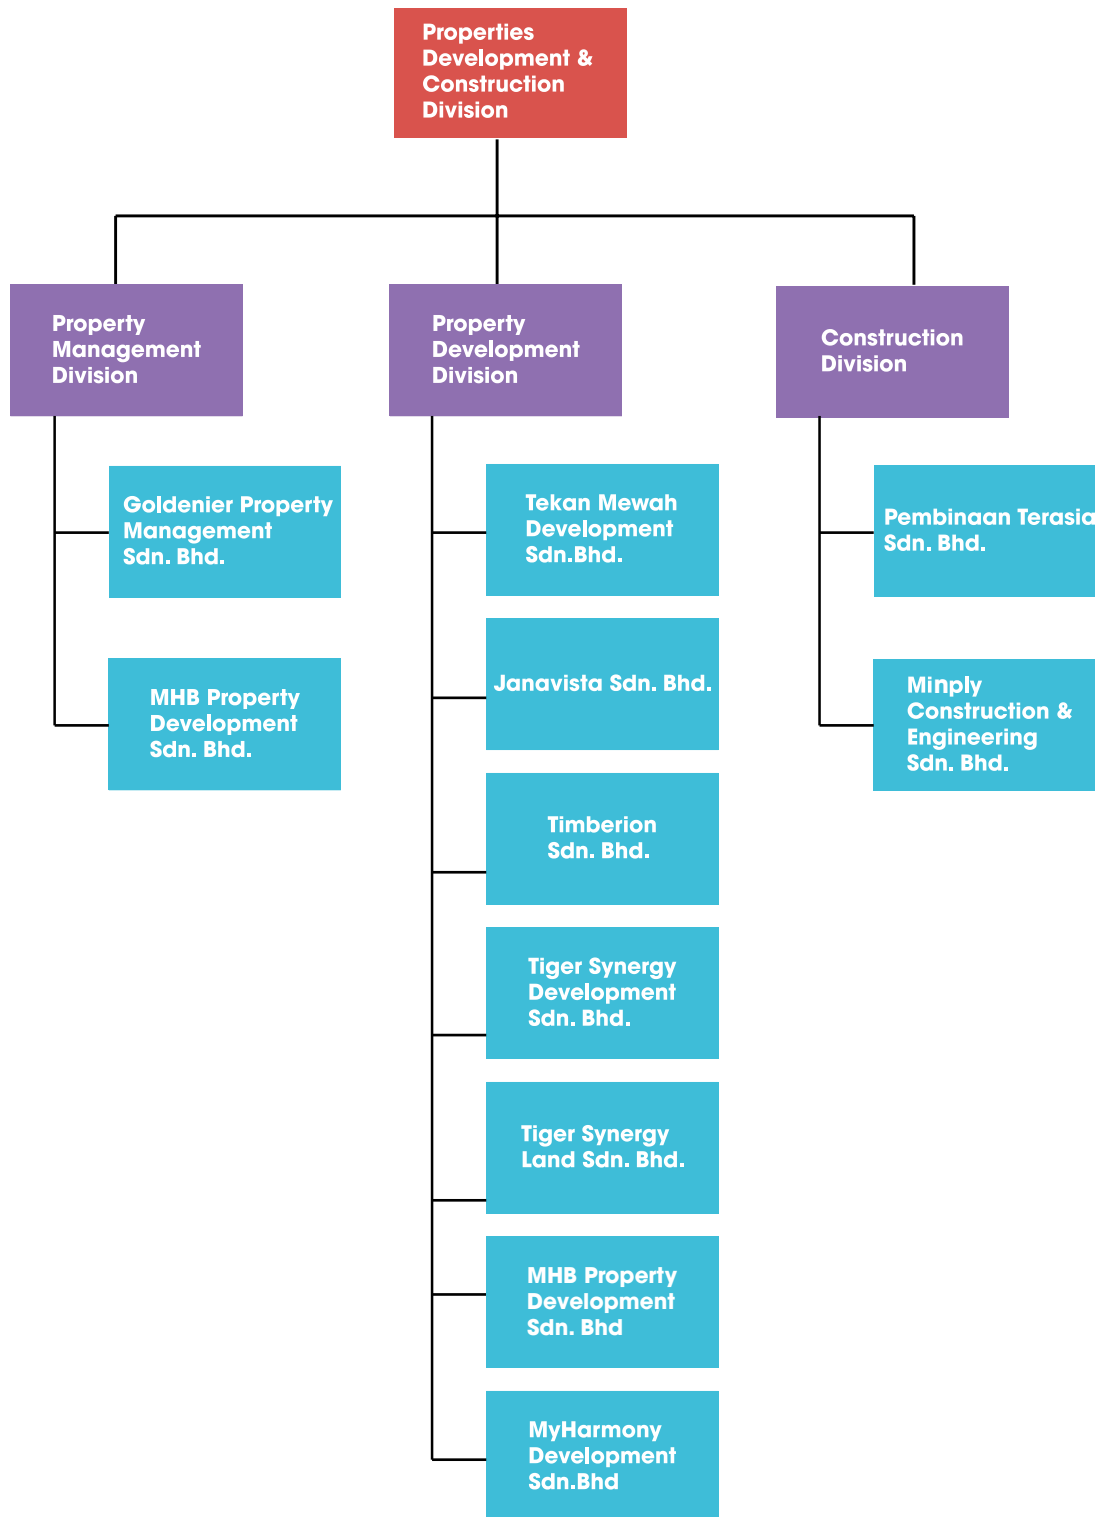 Properties
Development &
Construction
Division
Property
Management
Division
Property
Development
Division
Construction
Division
Goldenier Property
Management
Sdn. Bhd.
MHB Property
Development
Sdn. Bhd.
Tekan Mewah
Development
Sdn.Bhd.
Janavista Sdn. Bhd.
Timberion
Sdn. Bhd.
Tiger Synergy
Development
Sdn. Bhd.
Tiger Synergy
Land Sdn. Bhd.
MHB Property
Development
Sdn. Bhd
MyHarmony
Development
Sdn.Bhd
Pembinaan Terasia
Sdn. Bhd.
Minply
Construction &
Engineering
Sdn. Bhd.